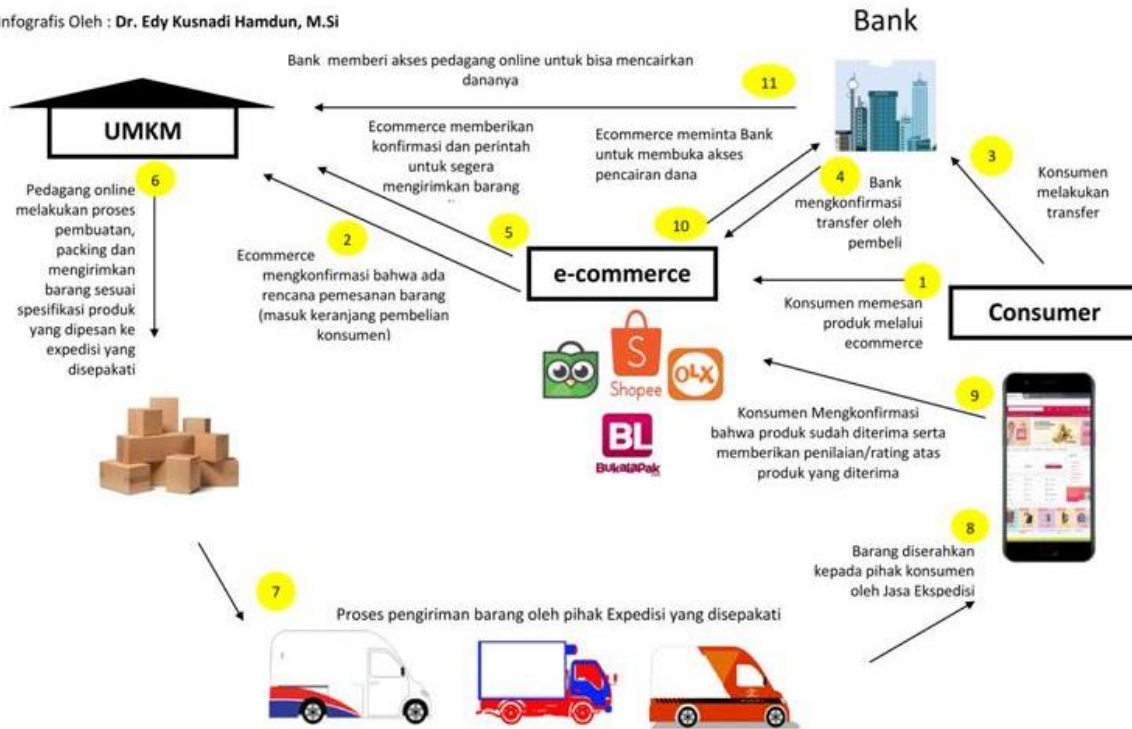 infografis Oleh : Dr. Edy Kusnadi Hamdun, M.Si
Bank
Bank memberi akses pedagang online untuk bisa mencairkan
dananya
11
UMKM
Ecommerce memberikan
konfirmasi dan perintah
untuk segera
mengirimkan barang
Ecommerce meminta Bank
untuk membuka akses
pencairan dana
3
Konsumen
melakukan
transfer
4
Bank
mengkonfirmasi
transfer oleh
pembeli
6
Pedagang online
melakukan proses
pembuatan,
packing dan
mengirimkan
barang sesuai
spesifikasi produk
yang dipesan ke
expedisi yang
disepakati
2
Ecommerce
mengkonfirmasi bahwa ada
rencana pemesanan barang
(masuk keranjang pembelian
konsumen)
5
10
e-commerce
1
Konsumen memesan
produk melalui
ecommerce
Consumer
S
Shopee
OLX
BL
BukalaPak
9
Konsumen Mengkonfirmasi
bahwa produk sudah diterima serta
memberikan penilaian/rating atas
produk yang diterima
8
Barang diserahkan
kepada pihak konsumen
oleh Jasa Ekspedisi
7
Proses pengiriman barang oleh pihak Expedisi yang disepakati